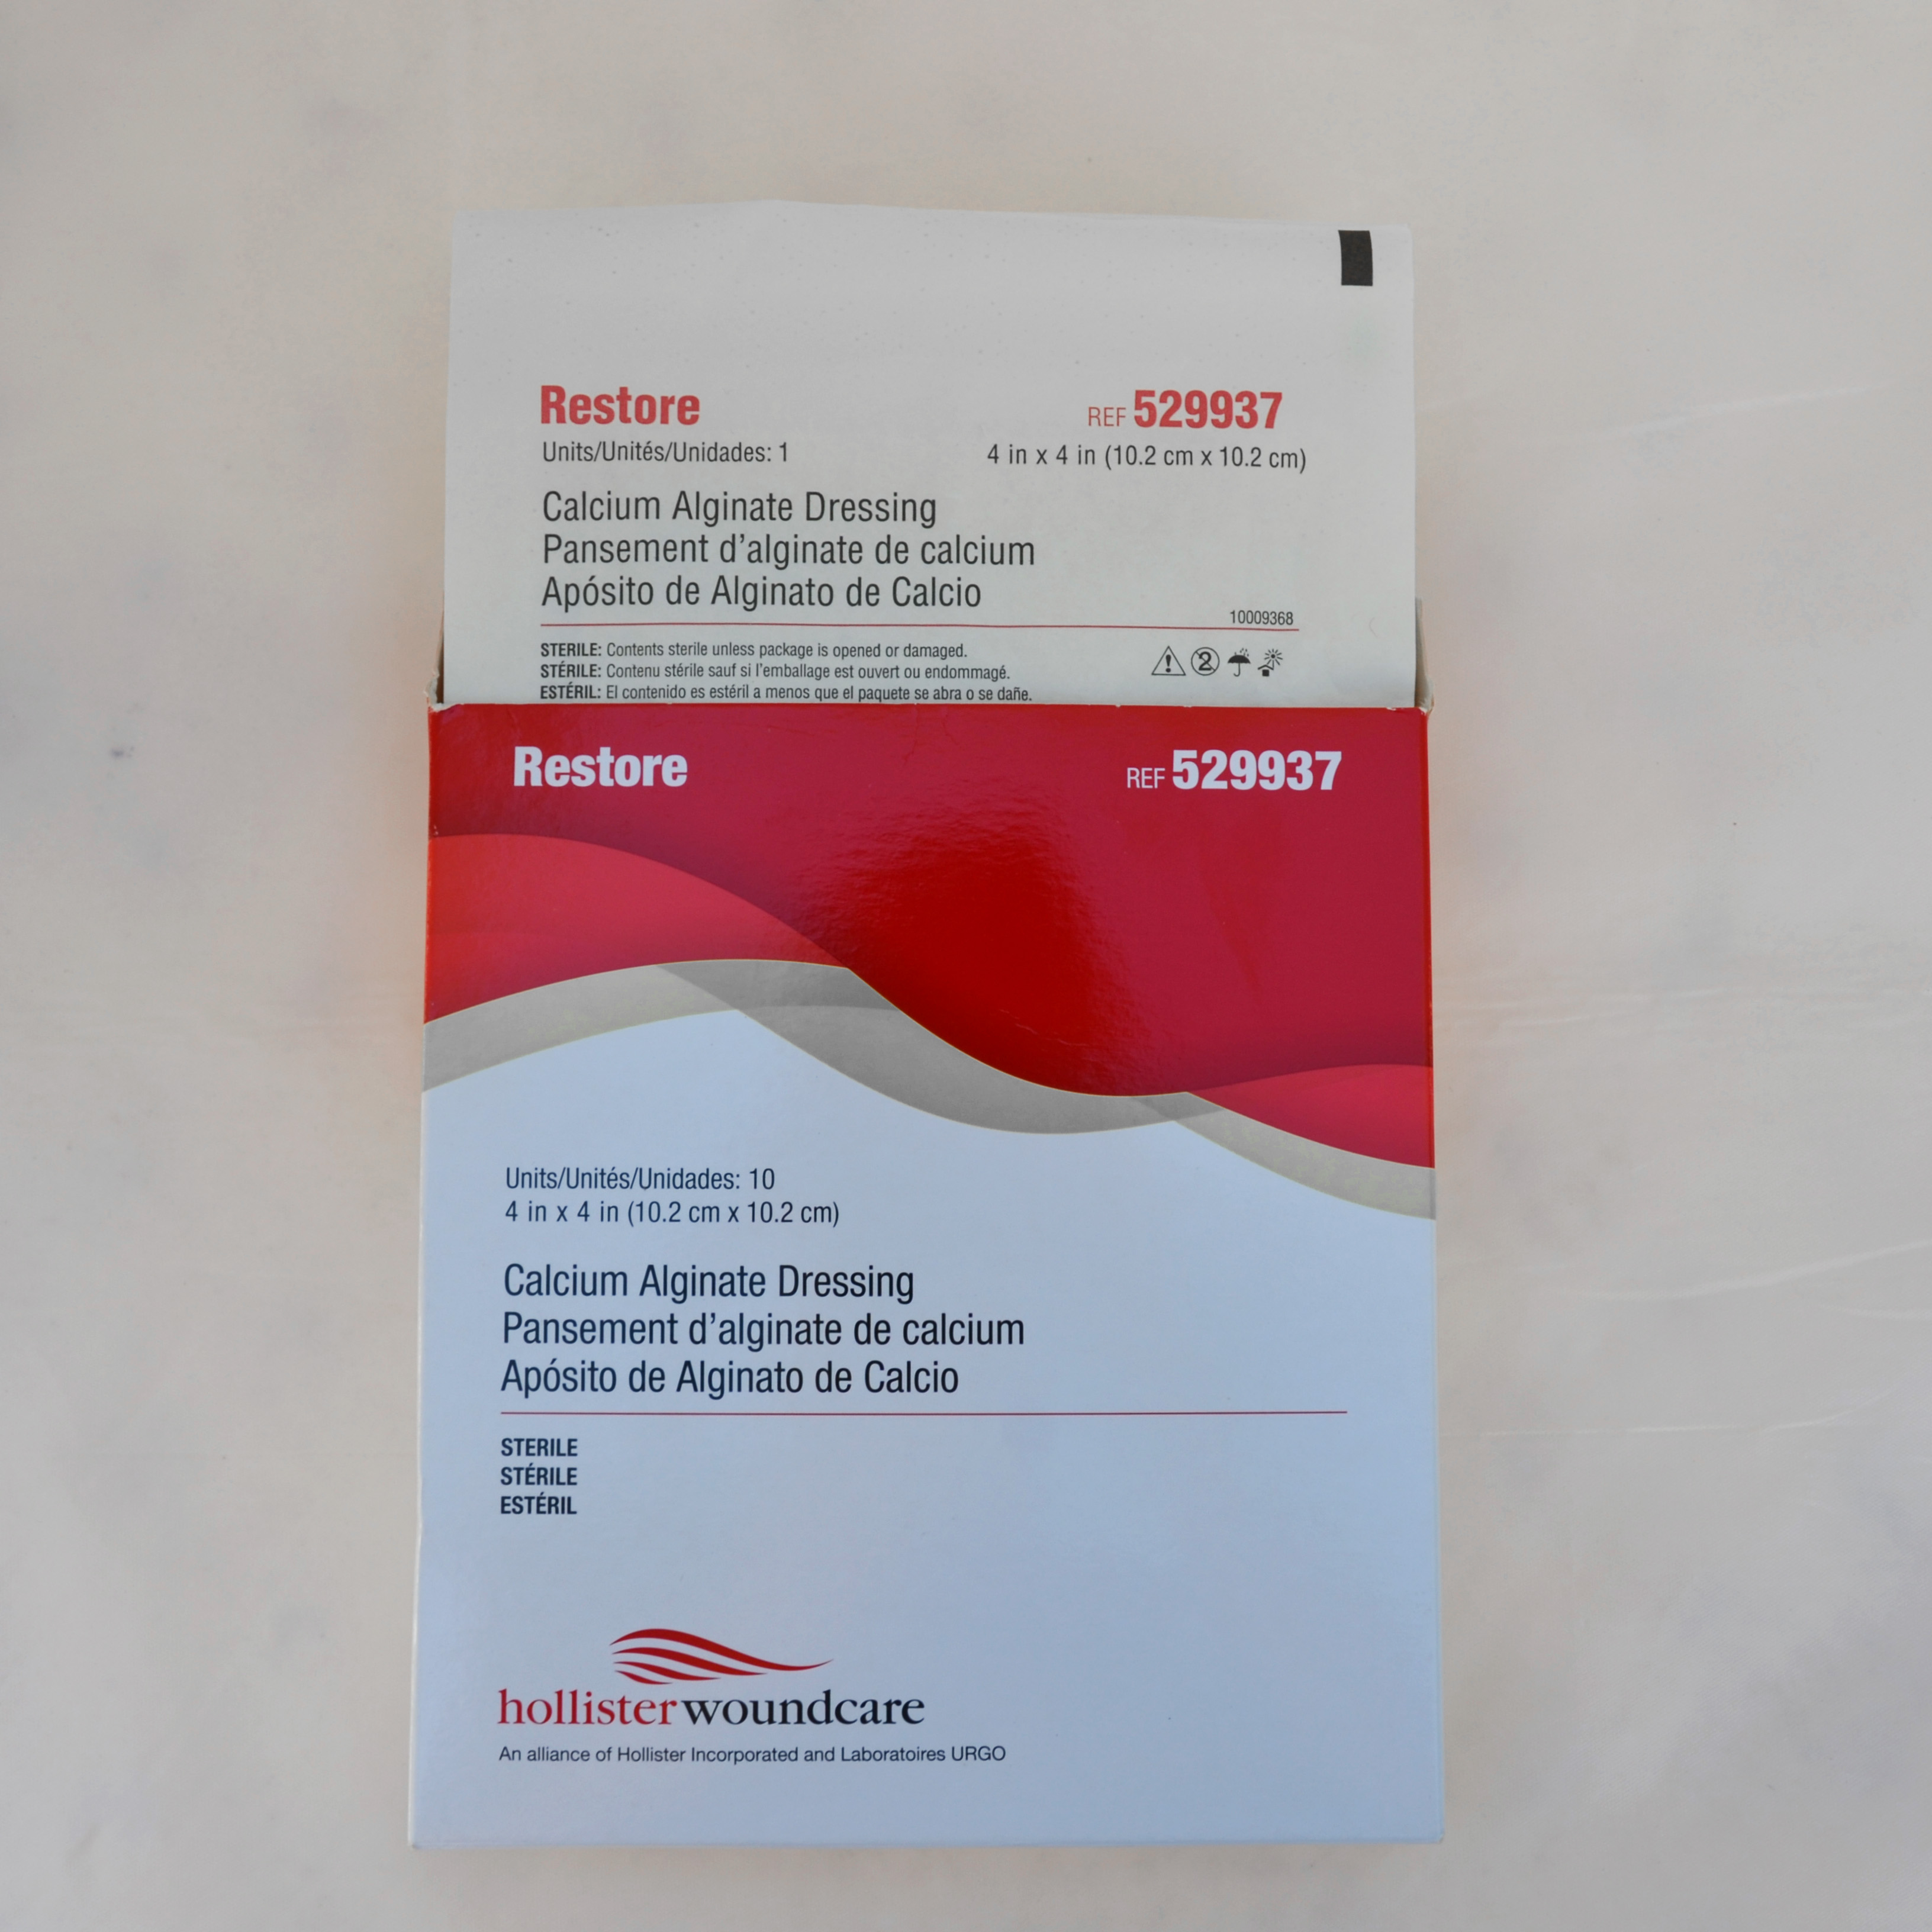 Restore
REF 529937
Units/Unités/Unidades: 1
4 in x 4 in (10.2 cm x 10.2 cm)
Calcium Alginate Dressing
Pansement d'alginate de calcium
Apósito de Alginato de Calcio
10009368
STERILE: Contents sterile unless package is opened or damaged.
STÉRILE: Contenu stérile sauf si l'emballage est ouvert ou endommagé.
ESTÉRIL: El contenido es estéril a menos que el paquete se abra o se dañe.
2
Restore
REF 529937
Units/Unités/Unidades: 10
4 in x 4 in (10.2 cm x 10.2 cm)
Calcium Alginate Dressing
Pansement d'alginate de calcium
Apósito de Alginato de Calcio
STERILE
STÉRILE
ESTÉRIL
hollister woundcare
An alliance of Hollister Incorporated and Laboratoires URGO